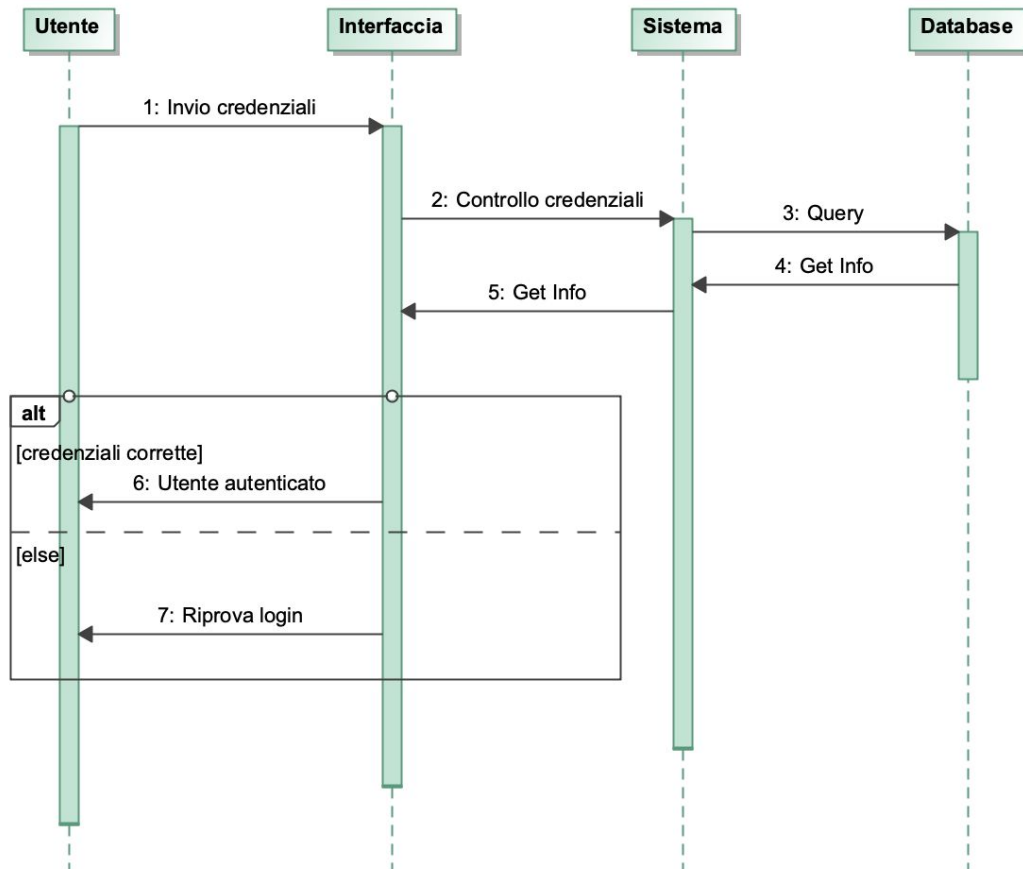 Utente
Interfaccia
Sistema
Database
1: Invio credenziali
2: Controllo credenziali
3: Query
4: Get Info
5: Get Info
alt
[credenziali corrette]
6: Utente autenticato
[else]
7: Riprova login